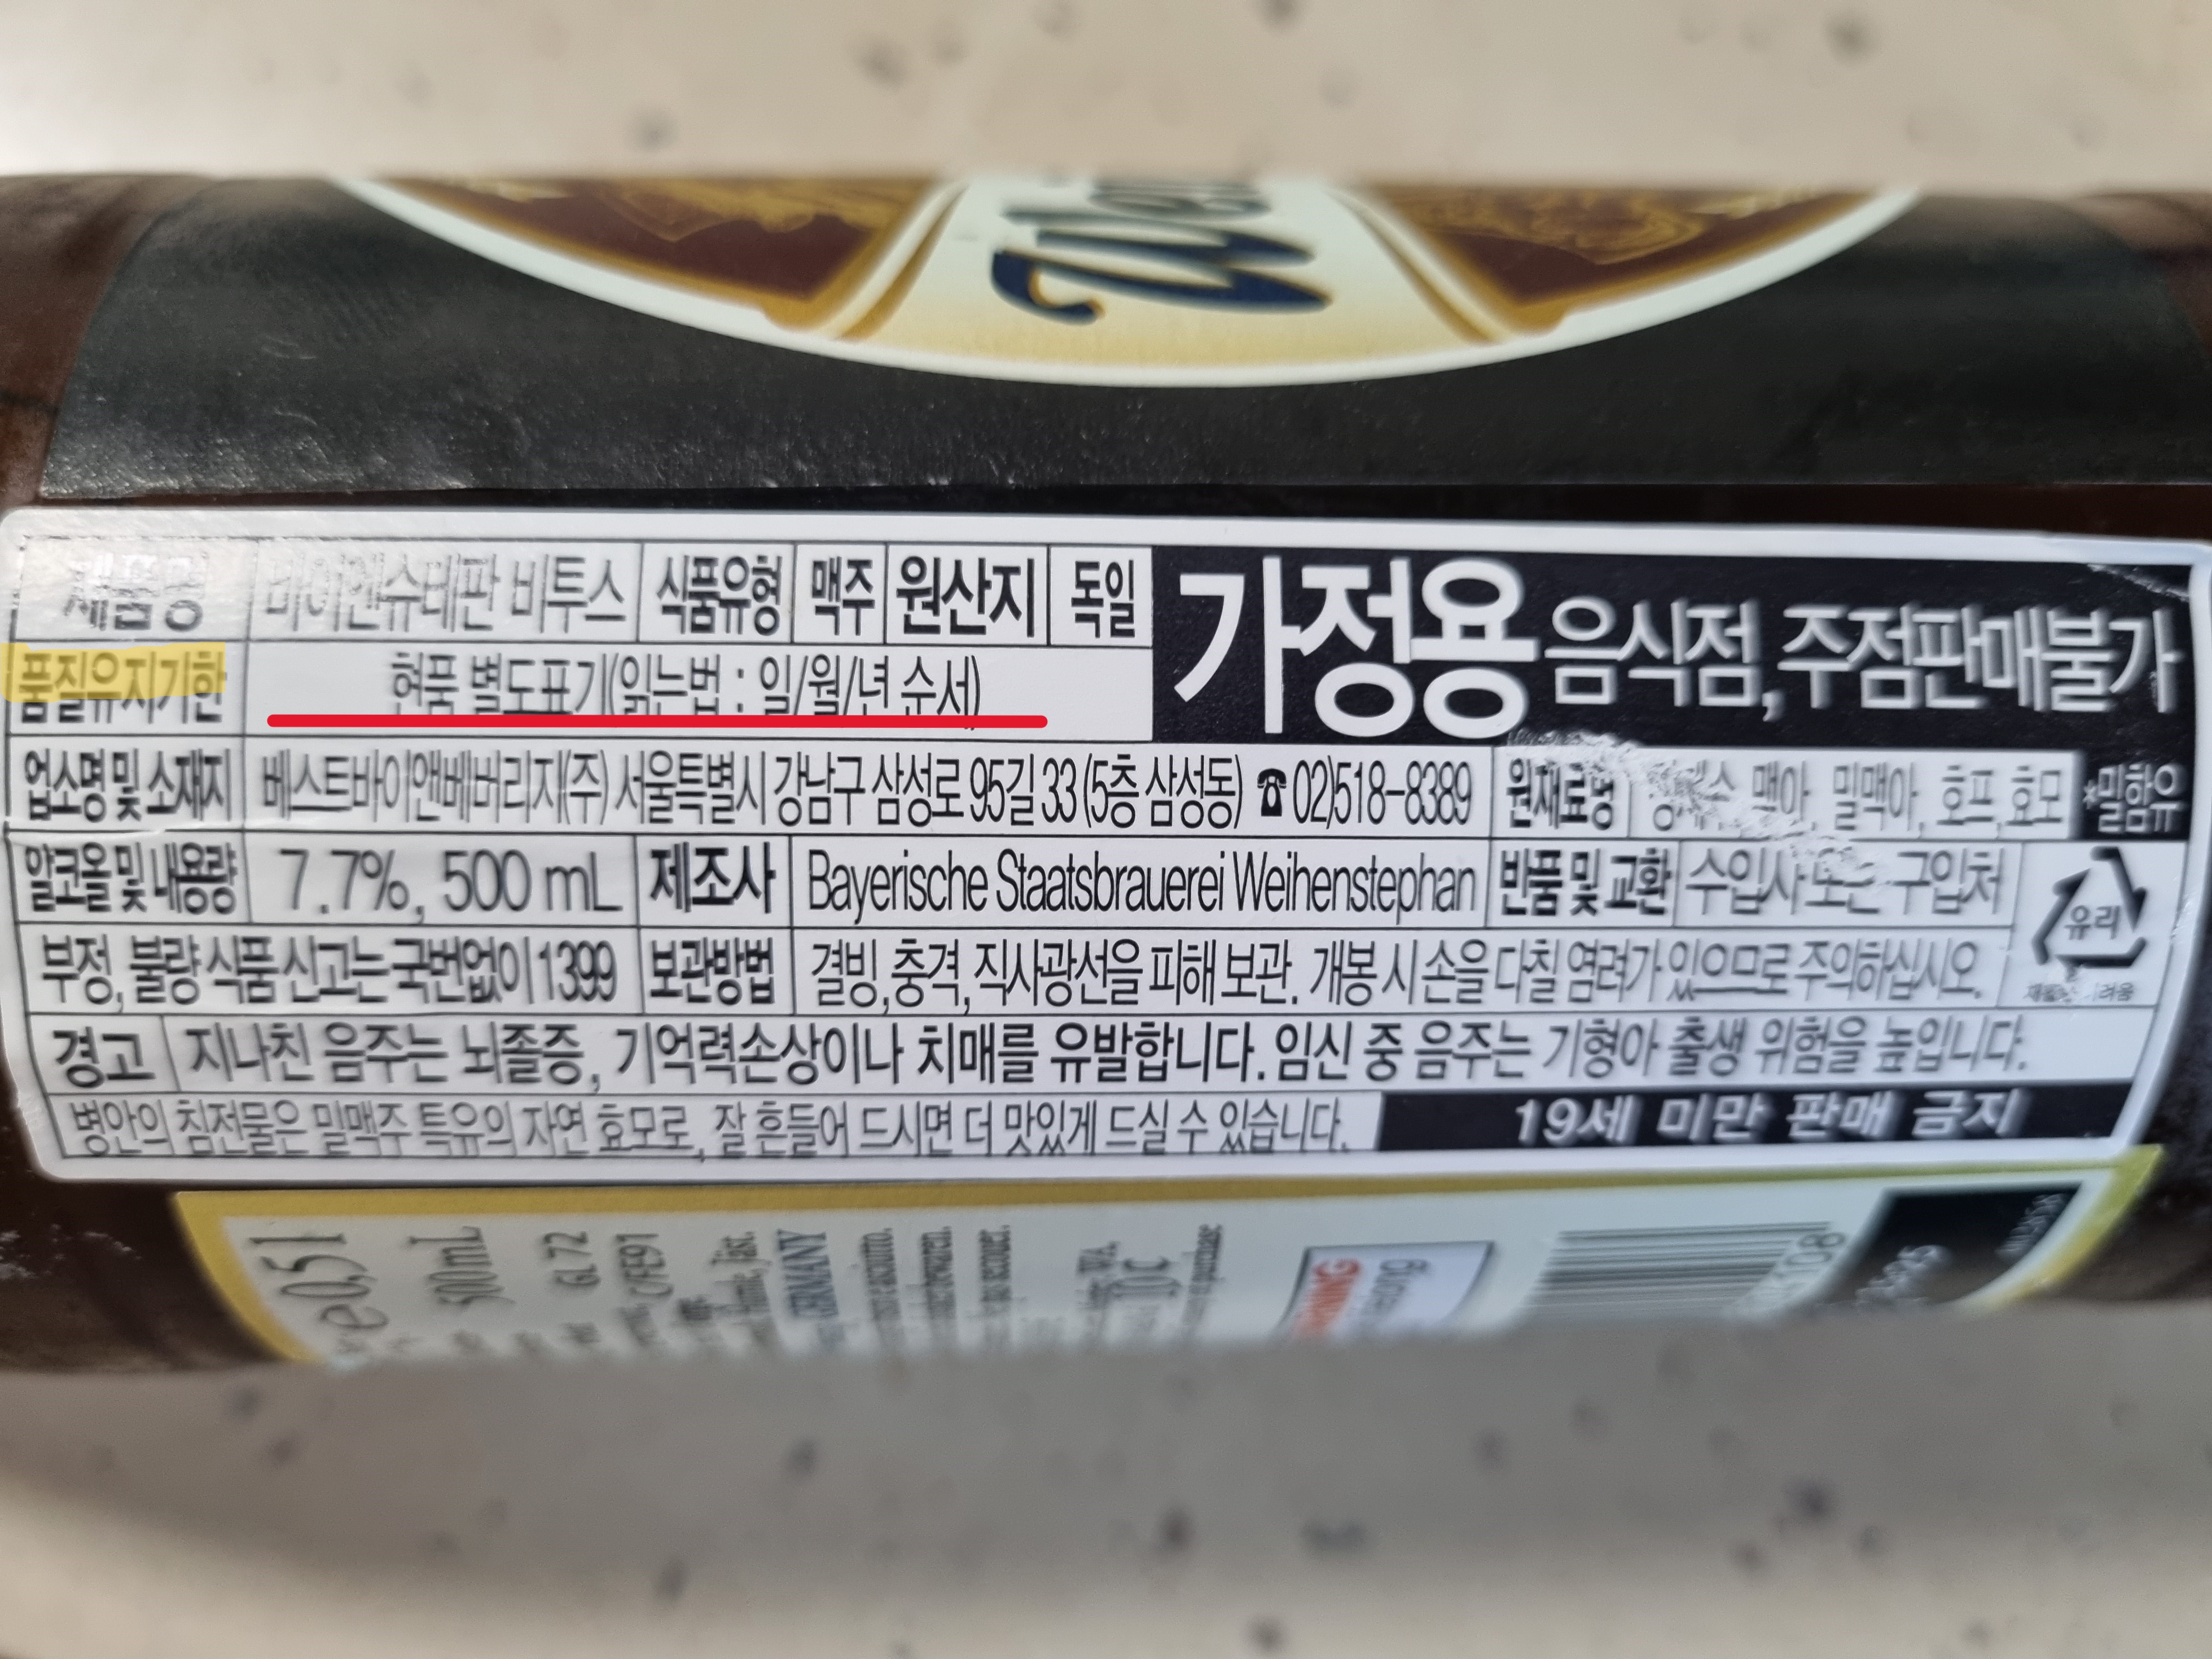 제품명 바이엔슈테판 비투스 식품유형 맥주 원산지 독일
가정용 음식점,주점판매불가
품질유지기한 현품 별도표기(읽는법 : 일/월/년 순서)
업소명 및 소재지 베스트바이앤베버리지(주) 서울특별시 강남구 삼성로 95길 33 (5층 삼성동) ☎ 02)518-8389 원재료명 맥아, 밀맥아, 호프, 효모 *밀함유
알코올 및 내용량 7.7%, 500 mL 제조사 Bayerische Staatsbrauerei Weihenstephan 반품 및 교환 수입사 또는 구입처
유리
부정, 불량 식품 신고는 국번없이 1399 보관방법 결빙,충격,직사광선을 피해 보관. 개봉 시 손을 다칠 염려가 있으므로 주의하십시오.
경고 지나친 음주는 뇌졸증, 기억력손상이나 치매를 유발합니다. 임신 중 음주는 기형아 출생 위험을 높입니다.
병안의 침전물은 밀맥주 특유의 자연 효모로, 잘 흔들어 드시면 더 맛있게 드실 수 있습니다.
19세 미만 판매 금지
e 0,5 l
500 mL
GL 72
GERMANY
10 c